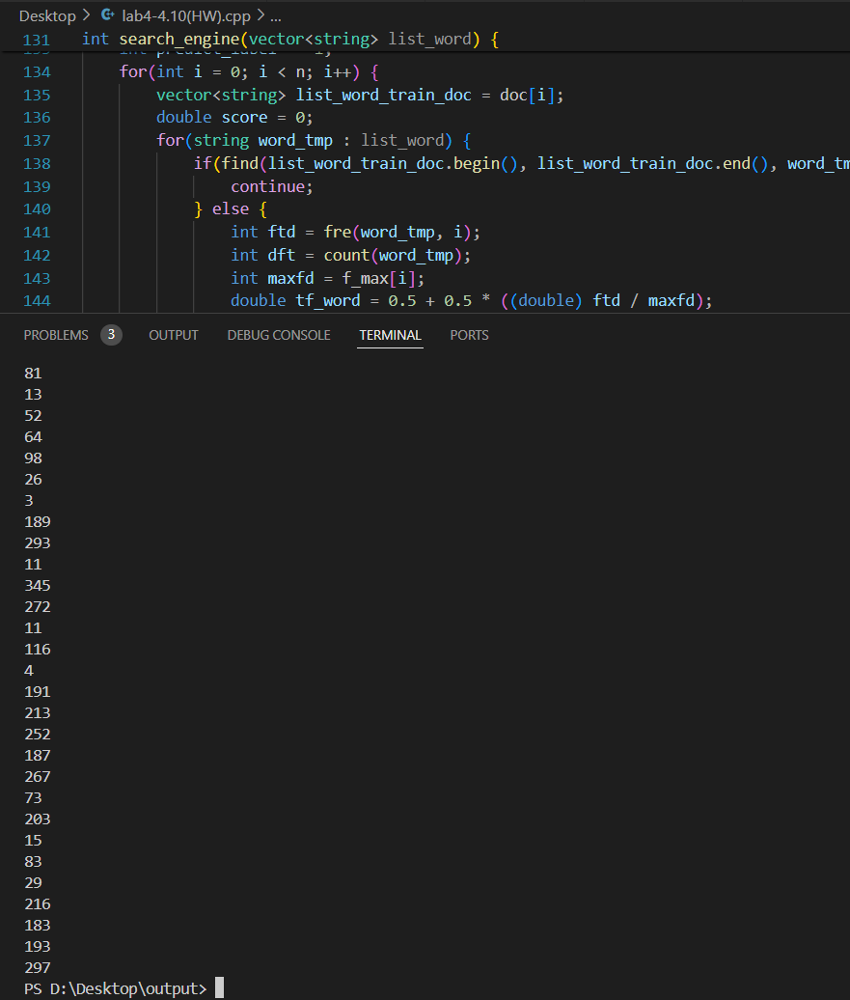 Desktop > lab4-4.10(HW).cpp > ...
131 int search_engine(vector<string> list_word) {
134 for(int i = 0; i < n; i++) {
135 vector<string> list_word_train_doc = doc[i];
136 double score = 0;
137 for(string word_tmp : list_word) {
138 if(find(list_word_train_doc.begin(), list_word_train_doc.end(), word_tm
139 continue;
140 } else {
141 int ftd = fre(word_tmp, i);
142 int dft = count(word_tmp);
143 int maxfd = f_max[i];
144 double tf_word = 0.5 + 0.5 * ((double) ftd / maxfd);
PROBLEMS 3 OUTPUT DEBUG CONSOLE TERMINAL PORTS
81
13
52
64
98
26
3
189
293
11
345
272
11
116
4
191
213
252
187
267
73
203
15
83
29
216
183
193
297
PS D:\Desktop\output>